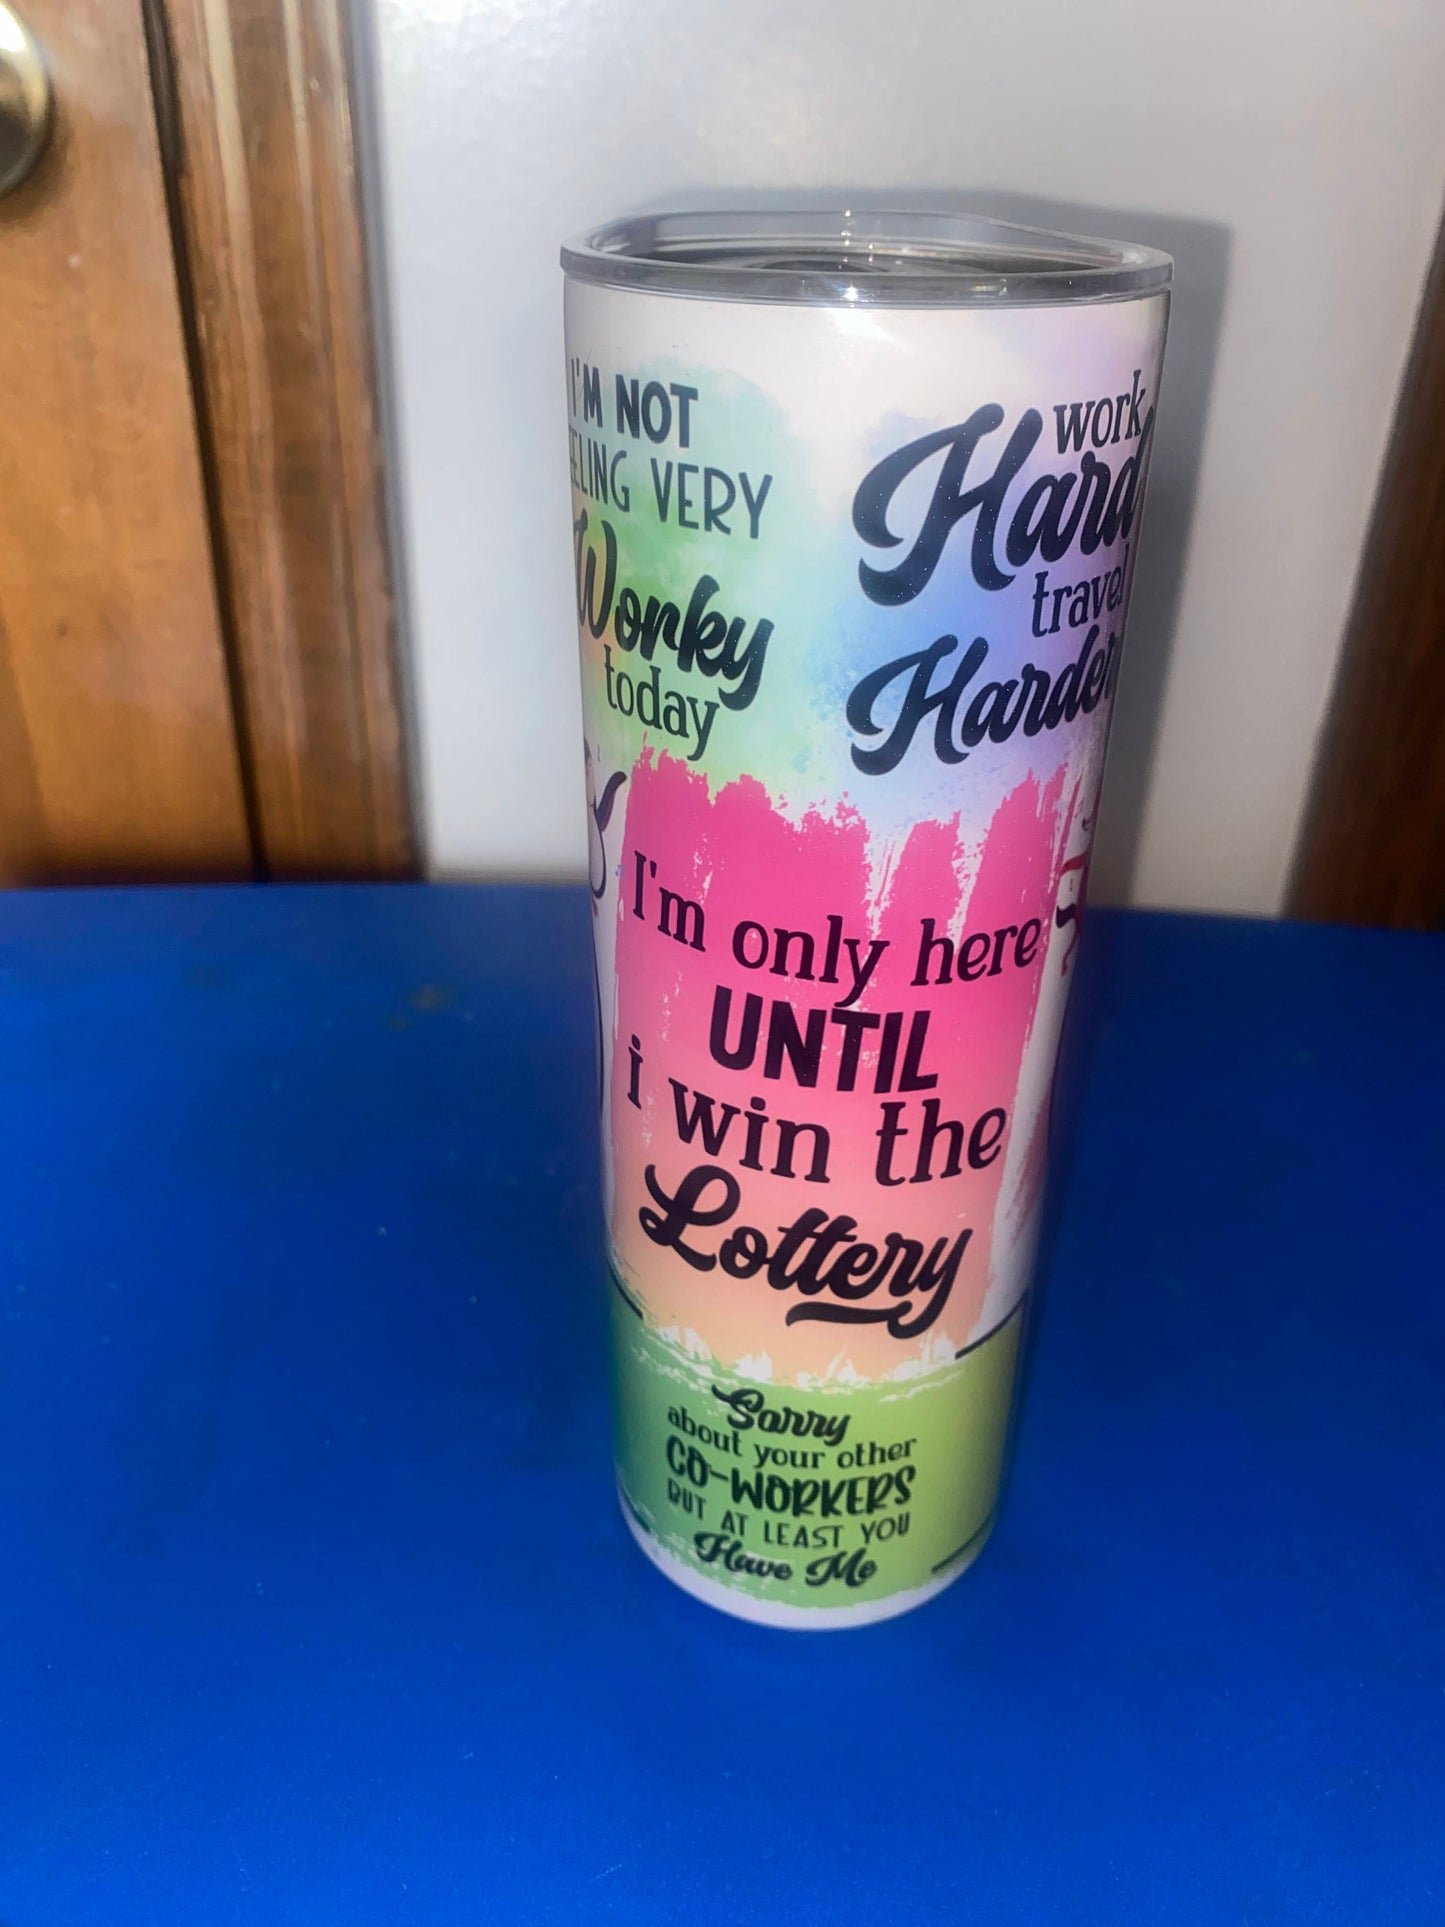 I'M NOT
EELING VERY
Worky
today
work
Hard
travel
Harder
I'm only here
UNTIL
i win the
Lottery
Sorry
about your other
CO-WORKERS
BUT AT LEAST YOU
Have Me